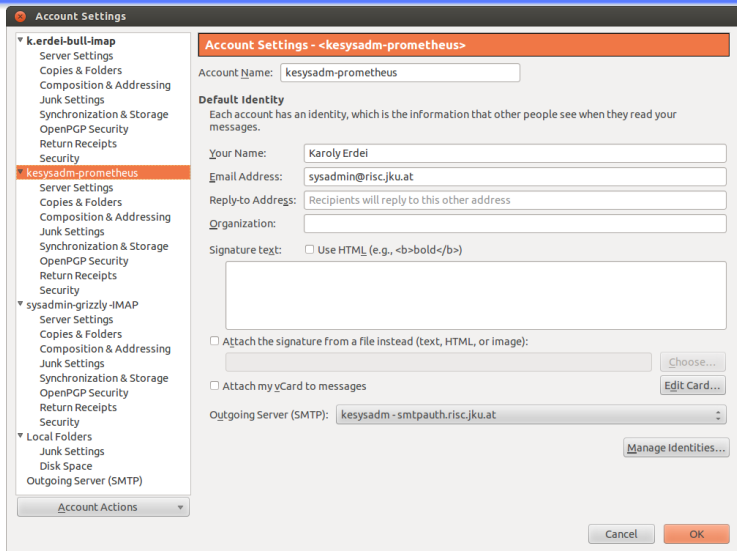 Account Settings
k.erdei-bull-imap
Server Settings
Copies & Folders
Composition & Addressing
Junk Settings
Synchronization & Storage
OpenPGP Security
Return Receipts
Security
kesysadm-prometheus
Server Settings
Copies & Folders
Composition & Addressing
Junk Settings
Synchronization & Storage
OpenPGP Security
Return Receipts
Security
sysadmin-grizzly-IMAP
Server Settings
Copies & Folders
Composition & Addressing
Junk Settings
Synchronization & Storage
OpenPGP Security
Return Receipts
Security
Local Folders
Junk Settings
Disk Space
Outgoing Server (SMTP)
Account Actions
Account Settings - <kesysadm-prometheus>
Account Name: kesysadm-prometheus
Default Identity
Each account has an identity, which is the information that other people see when they read your
messages.
Your Name: Karoly Erdei
Email Address: sysadmin@risc.jku.at
Reply-to Address: Recipients will reply to this other address
Organization:
Signature text: Use HTML (e.g., <b>bold</b>)
Attach the signature from a file instead (text, HTML, or image):
Choose...
Attach my vCard to messages Edit Card...
Outgoing Server (SMTP): kesysadm - smtpauth.risc.jku.at
Manage Identities...
Cancel OK